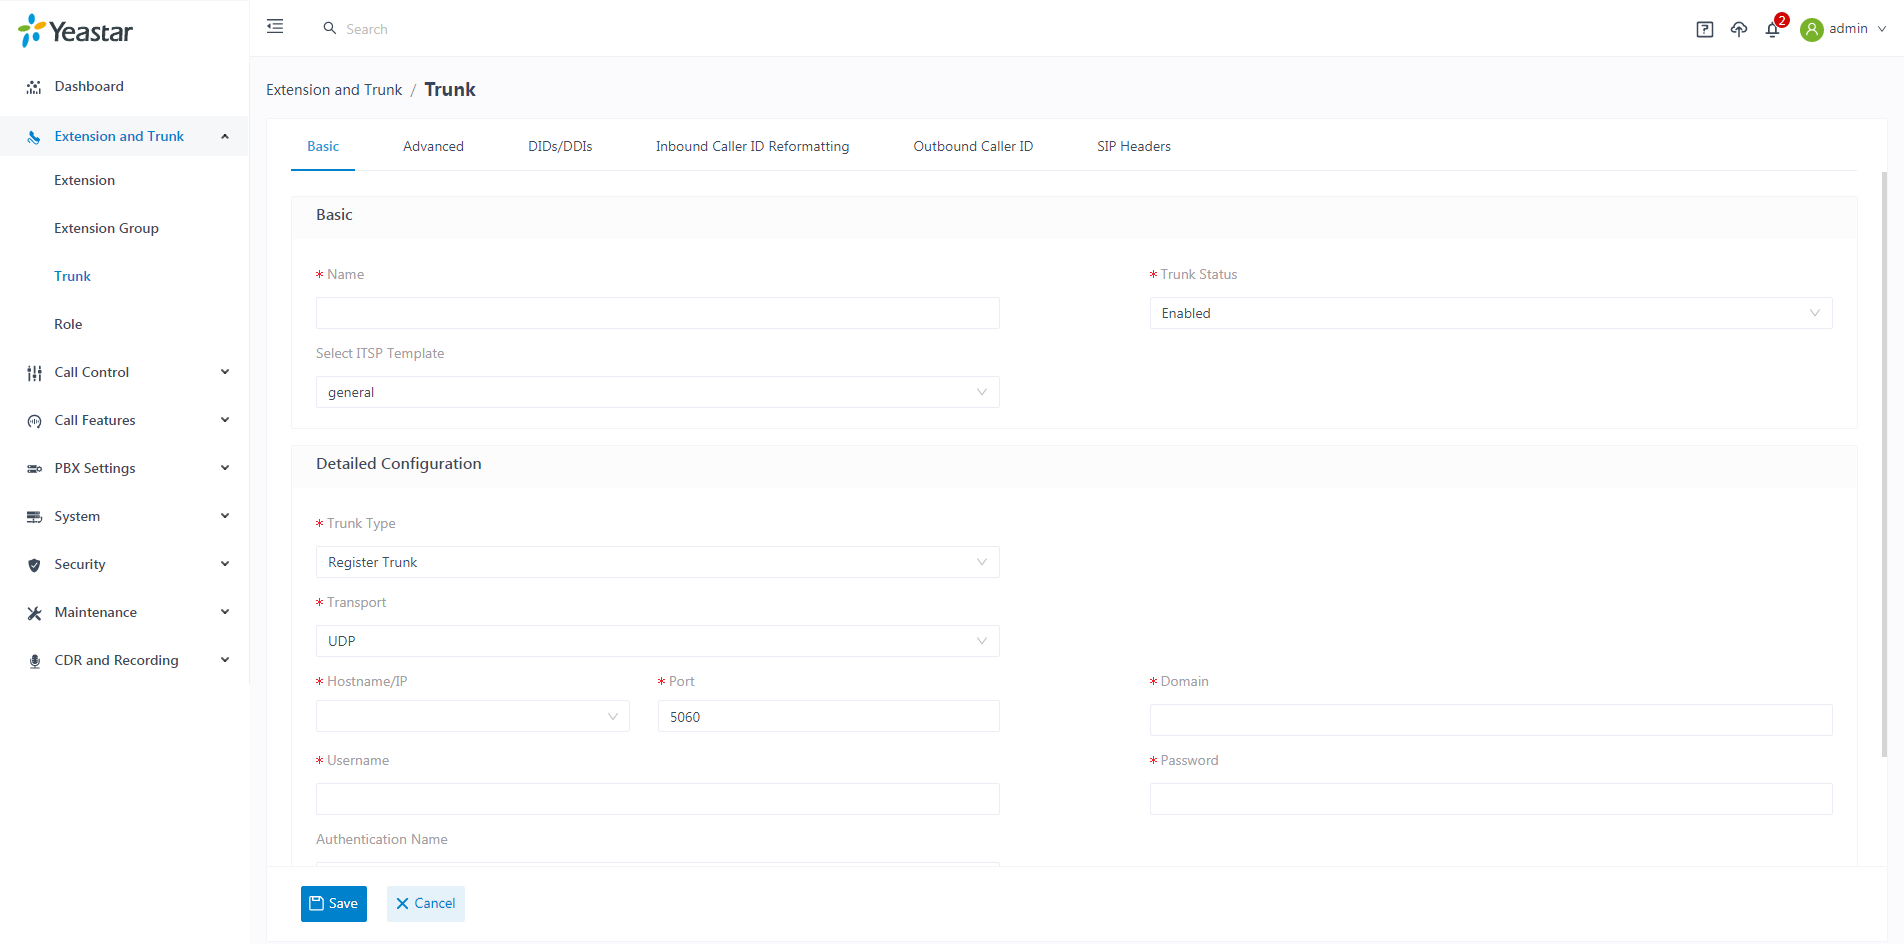 Yeastar
Search
2
admin
Dashboard
Extension and Trunk
Extension
Extension Group
Trunk
Role
Call Control
Call Features
PBX Settings
System
Security
Maintenance
CDR and Recording
Extension and Trunk / Trunk
Basic Advanced DIDs/DDIs Inbound Caller ID Reformatting Outbound Caller ID SIP Headers
Basic
* Name
* Trunk Status
Enabled
Select ITSP Template
general
Detailed Configuration
* Trunk Type
Register Trunk
* Transport
UDP
* Hostname/IP
* Port
5060
* Domain
* Username
* Password
Authentication Name
Save
Cancel